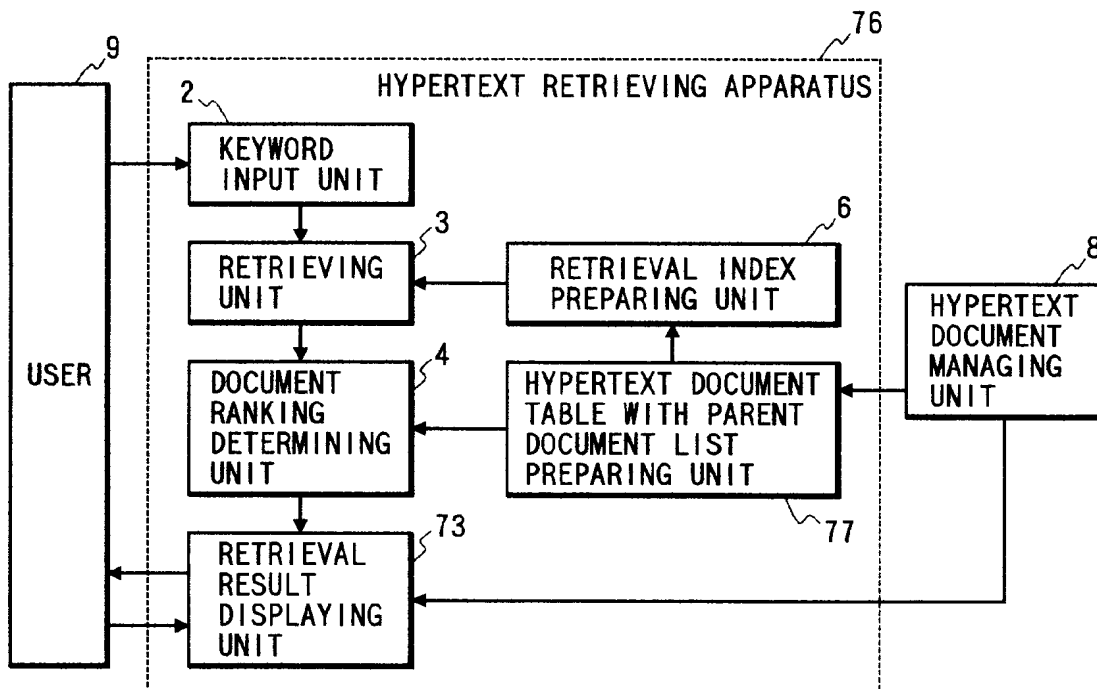 76
9
HYPERTEXT RETRIEVING APPARATUS
2
KEYWORD
INPUT UNIT
3
6
RETRIEVING
UNIT
RETRIEVAL INDEX
PREPARING UNIT
8
HYPERTEXT
DOCUMENT
MANAGING
UNIT
USER
4
DOCUMENT
RANKING
DETERMINING
UNIT
HYPERTEXT DOCUMENT
TABLE WITH PARENT
DOCUMENT LIST
PREPARING UNIT
77
73
RETRIEVAL
RESULT
DISPLAYING
UNIT